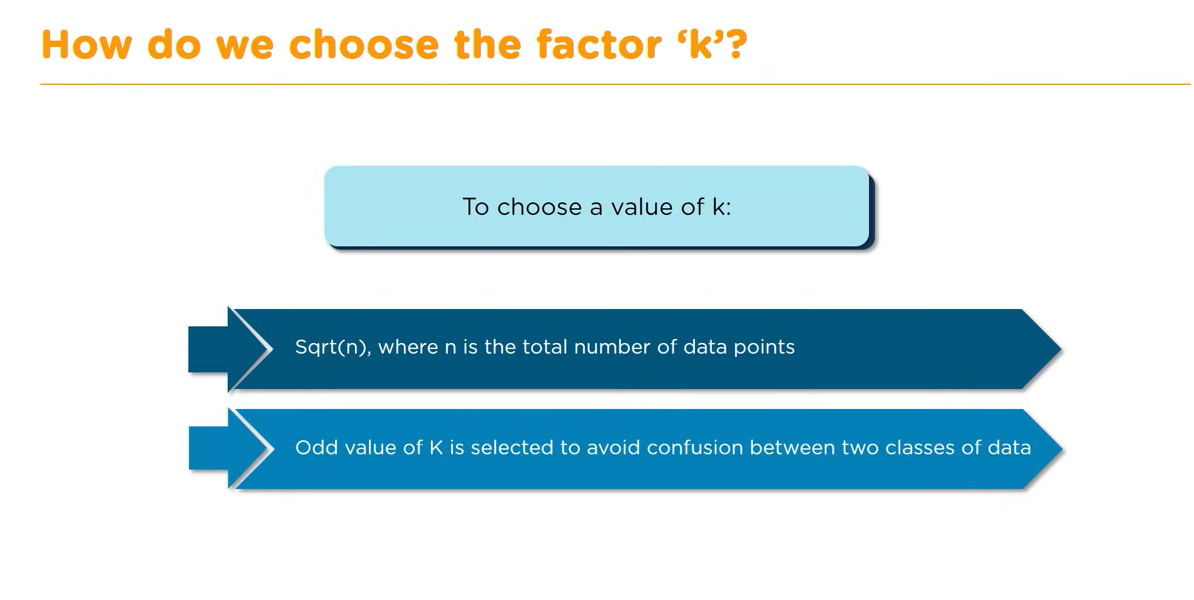 How do we choose the factor ‘k’?
To choose a value of k:
Sqrt(n), where n is the total number of data points
Odd value of K is selected to avoid confusion between two classes of data